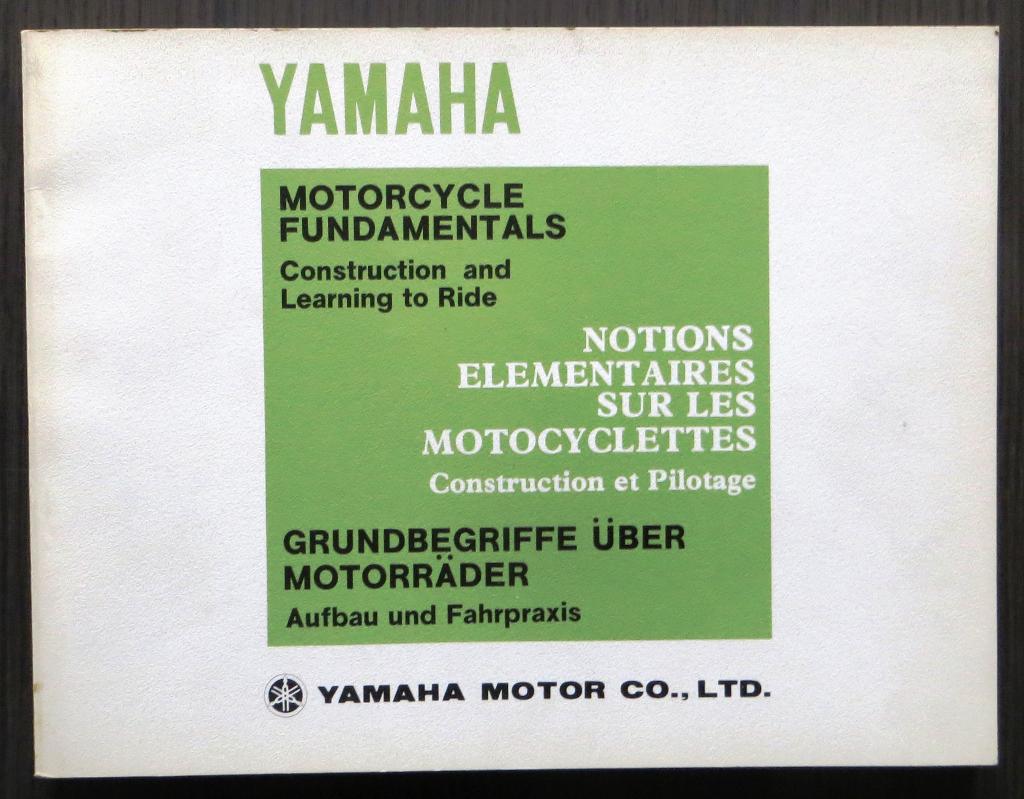 YAMAHA
MOTORCYCLE
FUNDAMENTALS
Construction and
Learning to Ride
NOTIONS
ELEMENTAIRES
SUR LES
MOTOCYCLETTES
Construction et Pilotage
GRUNDBEGRIFFE ÜBER
MOTORRÄDER
Aufbau und Fahrpraxis
YAMAHA MOTOR CO., LTD.